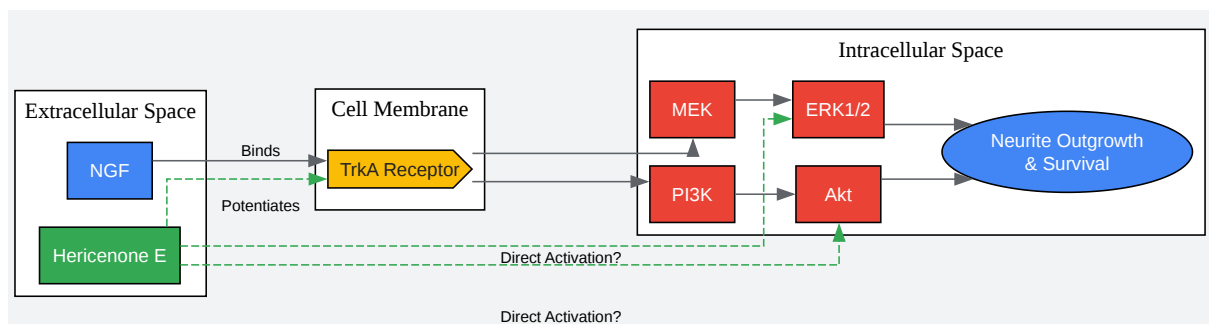 Intracellular Space
Extracellular Space
Cell Membrane
MEK
ERK1/2
Neurite Outgrowth
& Survival
NGF
Binds
TrkA Receptor
PI3K
Akt
Potentiates
Hericenone E
Direct Activation?
Direct Activation?